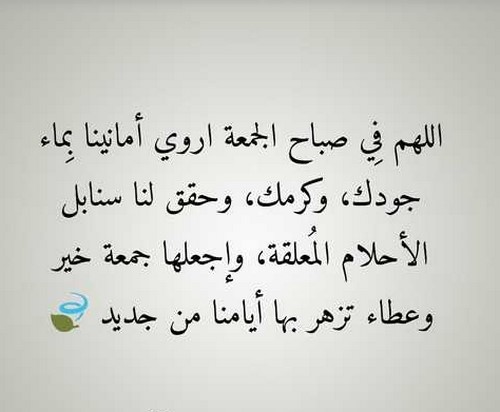 اللهم فِي صباح الجمعة اروي أمانينا بِماء
جودك، وكرمك، وحقق لنا سنابل
الأحلام المُعلقة، وإجعلها جمعة خير
وعطاء تزهر بها أيامنا من جديد